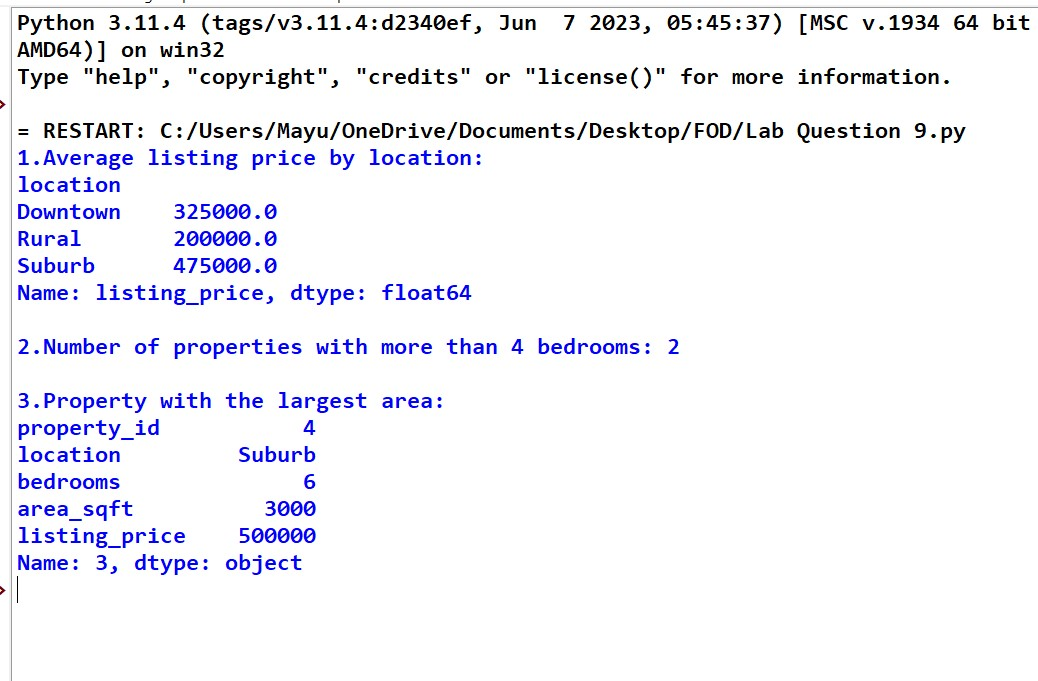 Python 3.11.4 (tags/v3.11.4:d2340ef, Jun  7 2023, 05:45:37) [MSC v.1934 64 bit
AMD64)] on win32
Type "help", "copyright", "credits" or "license()" for more information.
= RESTART: C:/Users/Mayu/OneDrive/Documents/Desktop/FOD/Lab Question 9.py
1.Average listing price by location:
location
Downtown    325000.0
Rural       200000.0
Suburb      475000.0
Name: listing_price, dtype: float64
2.Number of properties with more than 4 bedrooms: 2
3.Property with the largest area:
property_id           4
location         Suburb
bedrooms              6
area_sqft          3000
listing_price    500000
Name: 3, dtype: object